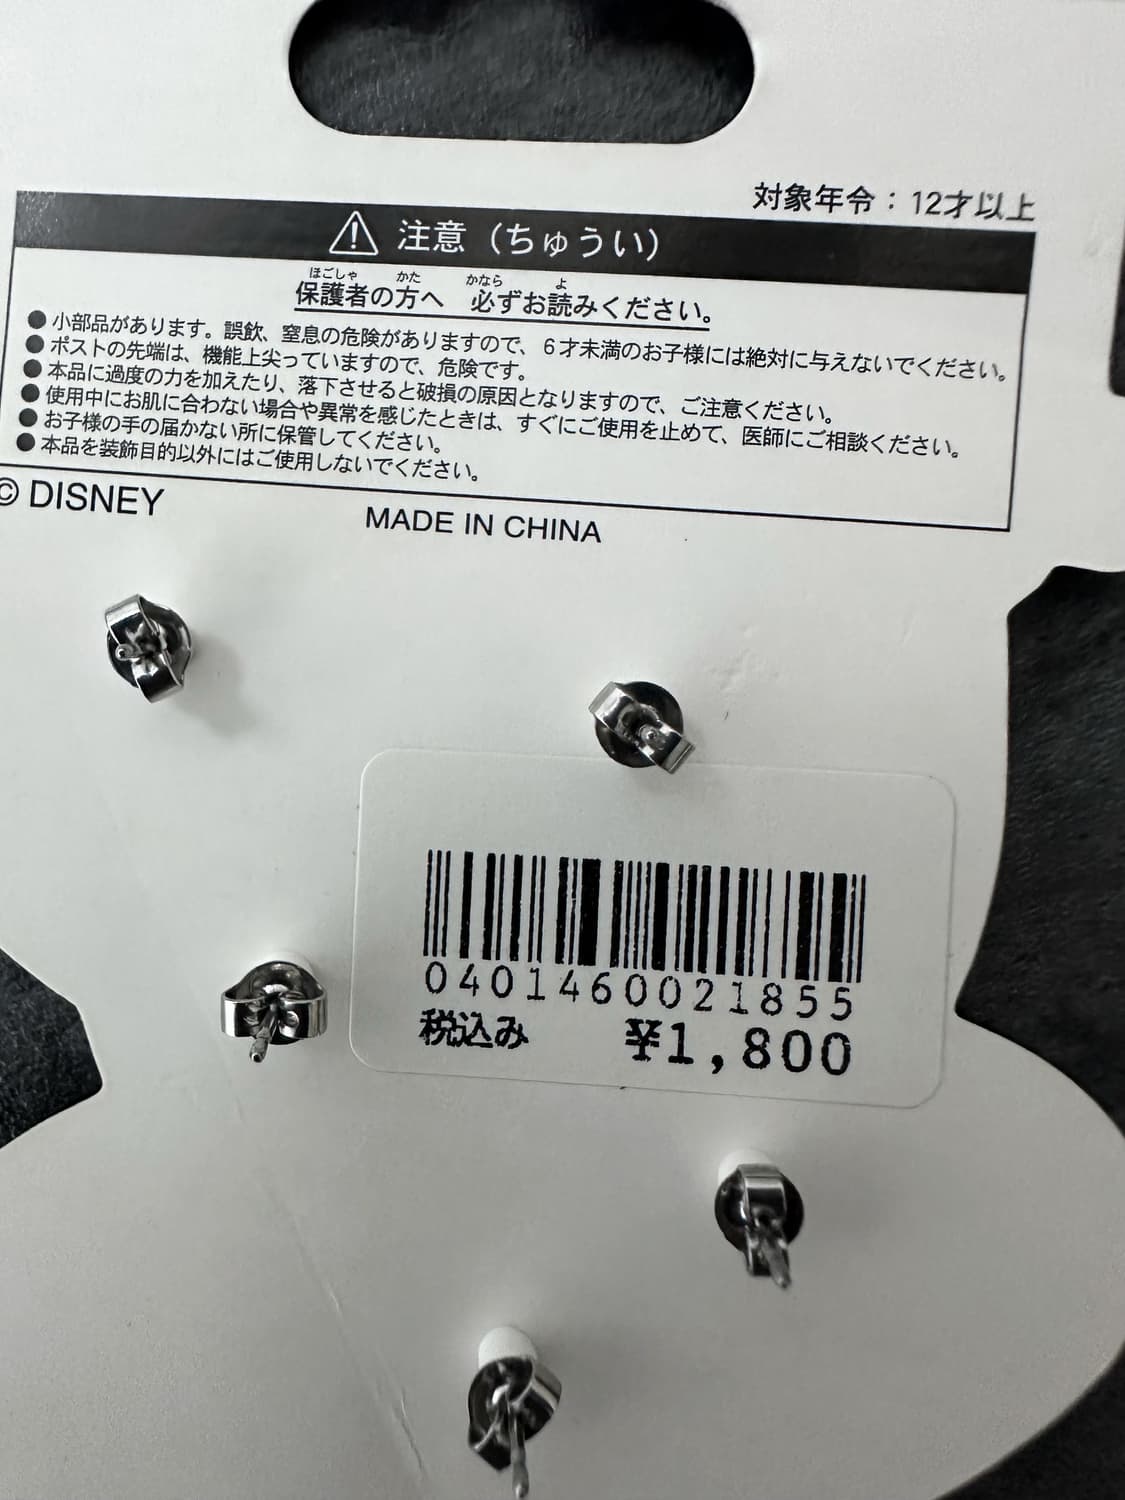 対象年令：12才以上
⚠ 注意（ちゅうい）
ほごしゃ かた かなら よ
保護者の方へ 必ずお読みください。
●小部品があります。誤飲、窒息の危険がありますので、６才未満のお子様には絶対に与えないでください。
●ポストの先端は、機能上尖っていますので、危険です。
●本品に過度の力を加えたり、落下させると破損の原因となりますので、ご注意ください。
●使用中にお肌に合わない場合や異常を感じたときは、すぐにご使用を止めて、医師にご相談ください。
●お子様の手の届かない所に保管してください。
●本品を装飾目的以外にはご使用しないでください。
© DISNEY
MADE IN CHINA
0401460021855
税込み ¥1,800